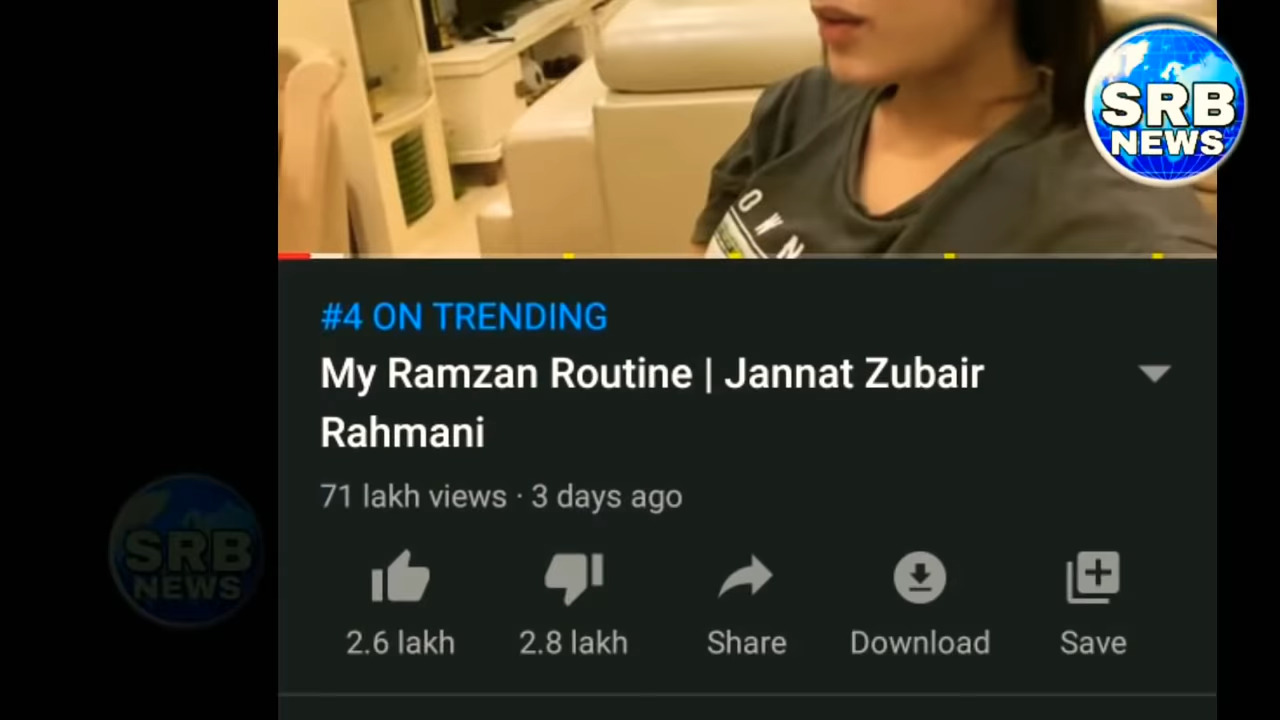 SRB
NEWS
OWN
#4 ON TRENDING
My Ramzan Routine | Jannat Zubair
Rahmani
71 lakh views · 3 days ago
2.6 lakh
2.8 lakh
Share
Download
Save
SRB
NEWS